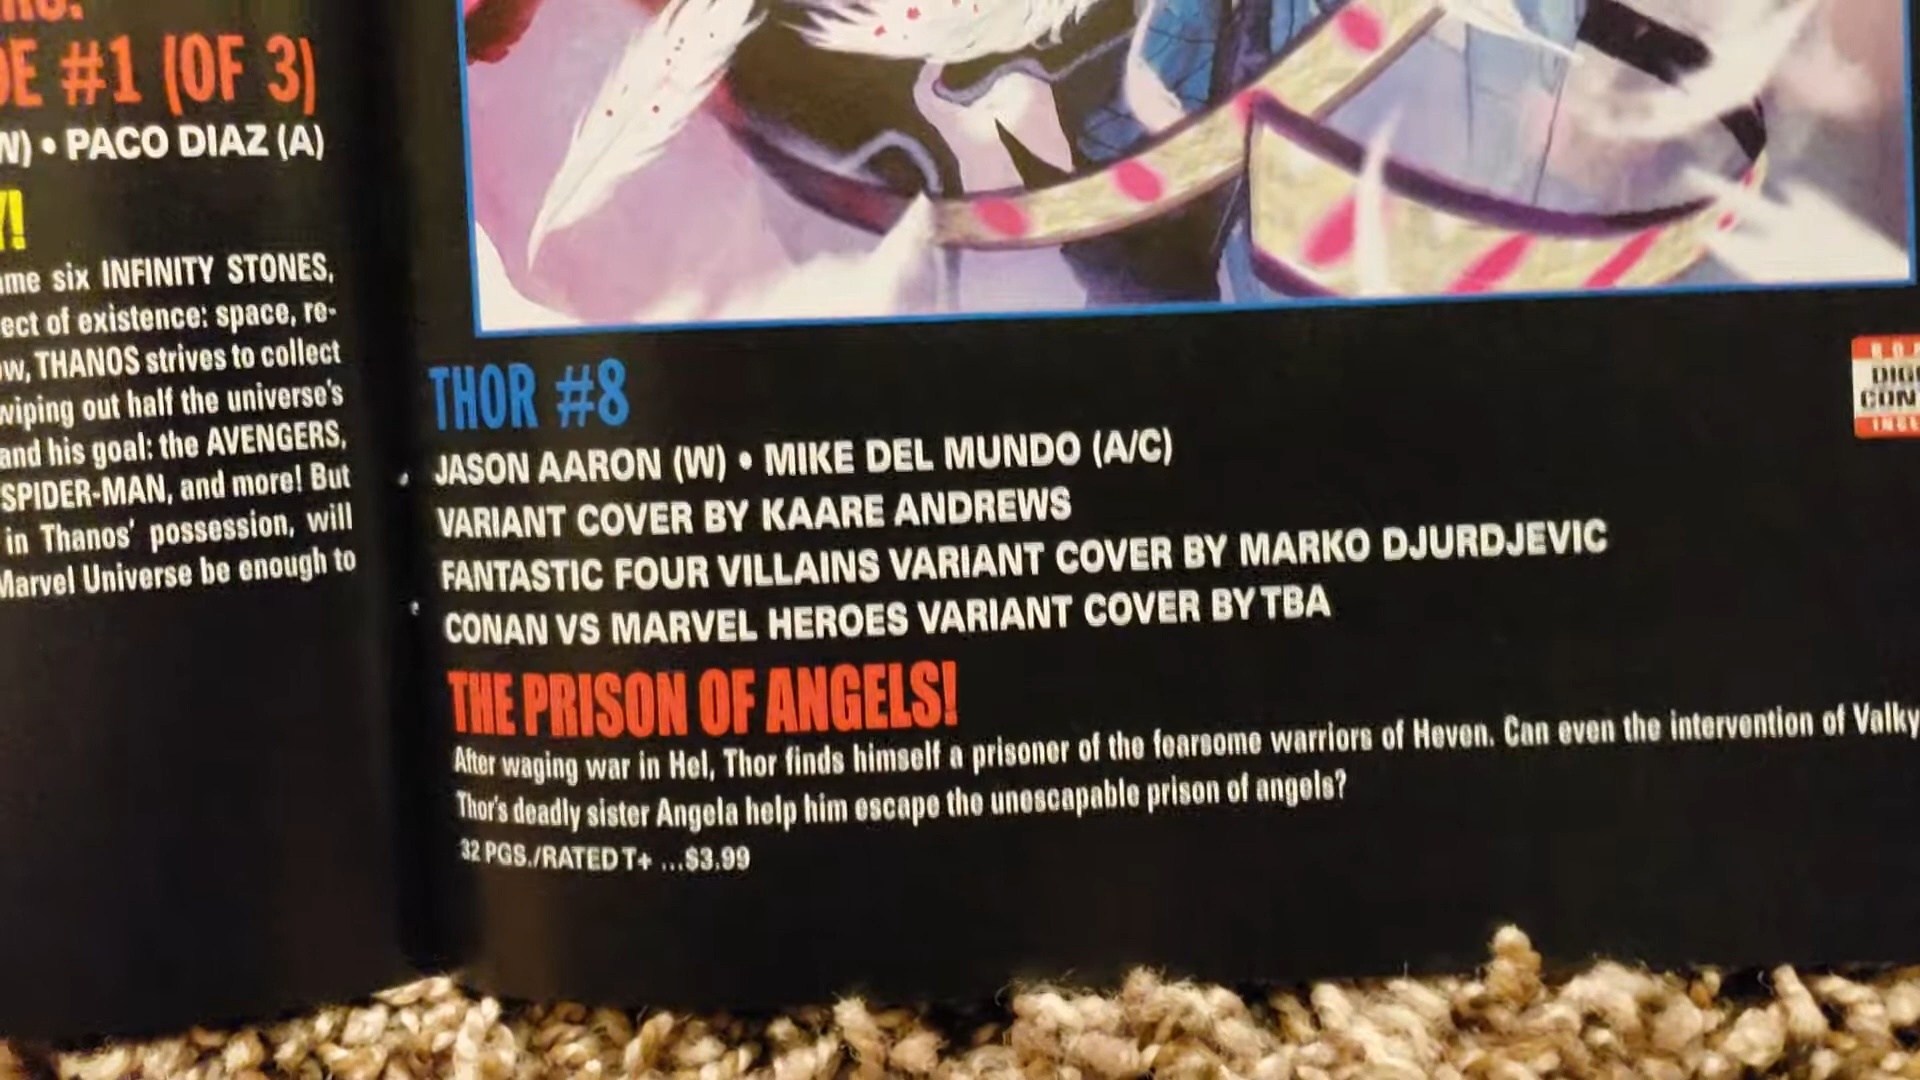 DE #1 (OF 3)
• PACO DIAZ (A)
six INFINITY STONES,
of existence: space, re-
THANOS strives to collect
wiping out half the universe's
and his goal: the AVENGERS,
SPIDER-MAN, and more! But
in Thanos' possession, will
Marvel Universe be enough to
THOR #8
JASON AARON (W) • MIKE DEL MUNDO (A/C)
VARIANT COVER BY KAARE ANDREWS
FANTASTIC FOUR VILLAINS VARIANT COVER BY MARKO DJURDJEVIC
CONAN VS MARVEL HEROES VARIANT COVER BY TBA
THE PRISON OF ANGELS!
After waging war in Hel, Thor finds himself a prisoner of the fearsome warriors of Heven. Can even the intervention of Valky
Thor's deadly sister Angela help him escape the unescapable prison of angels?
32 PGS./RATED T+ ...$3.99